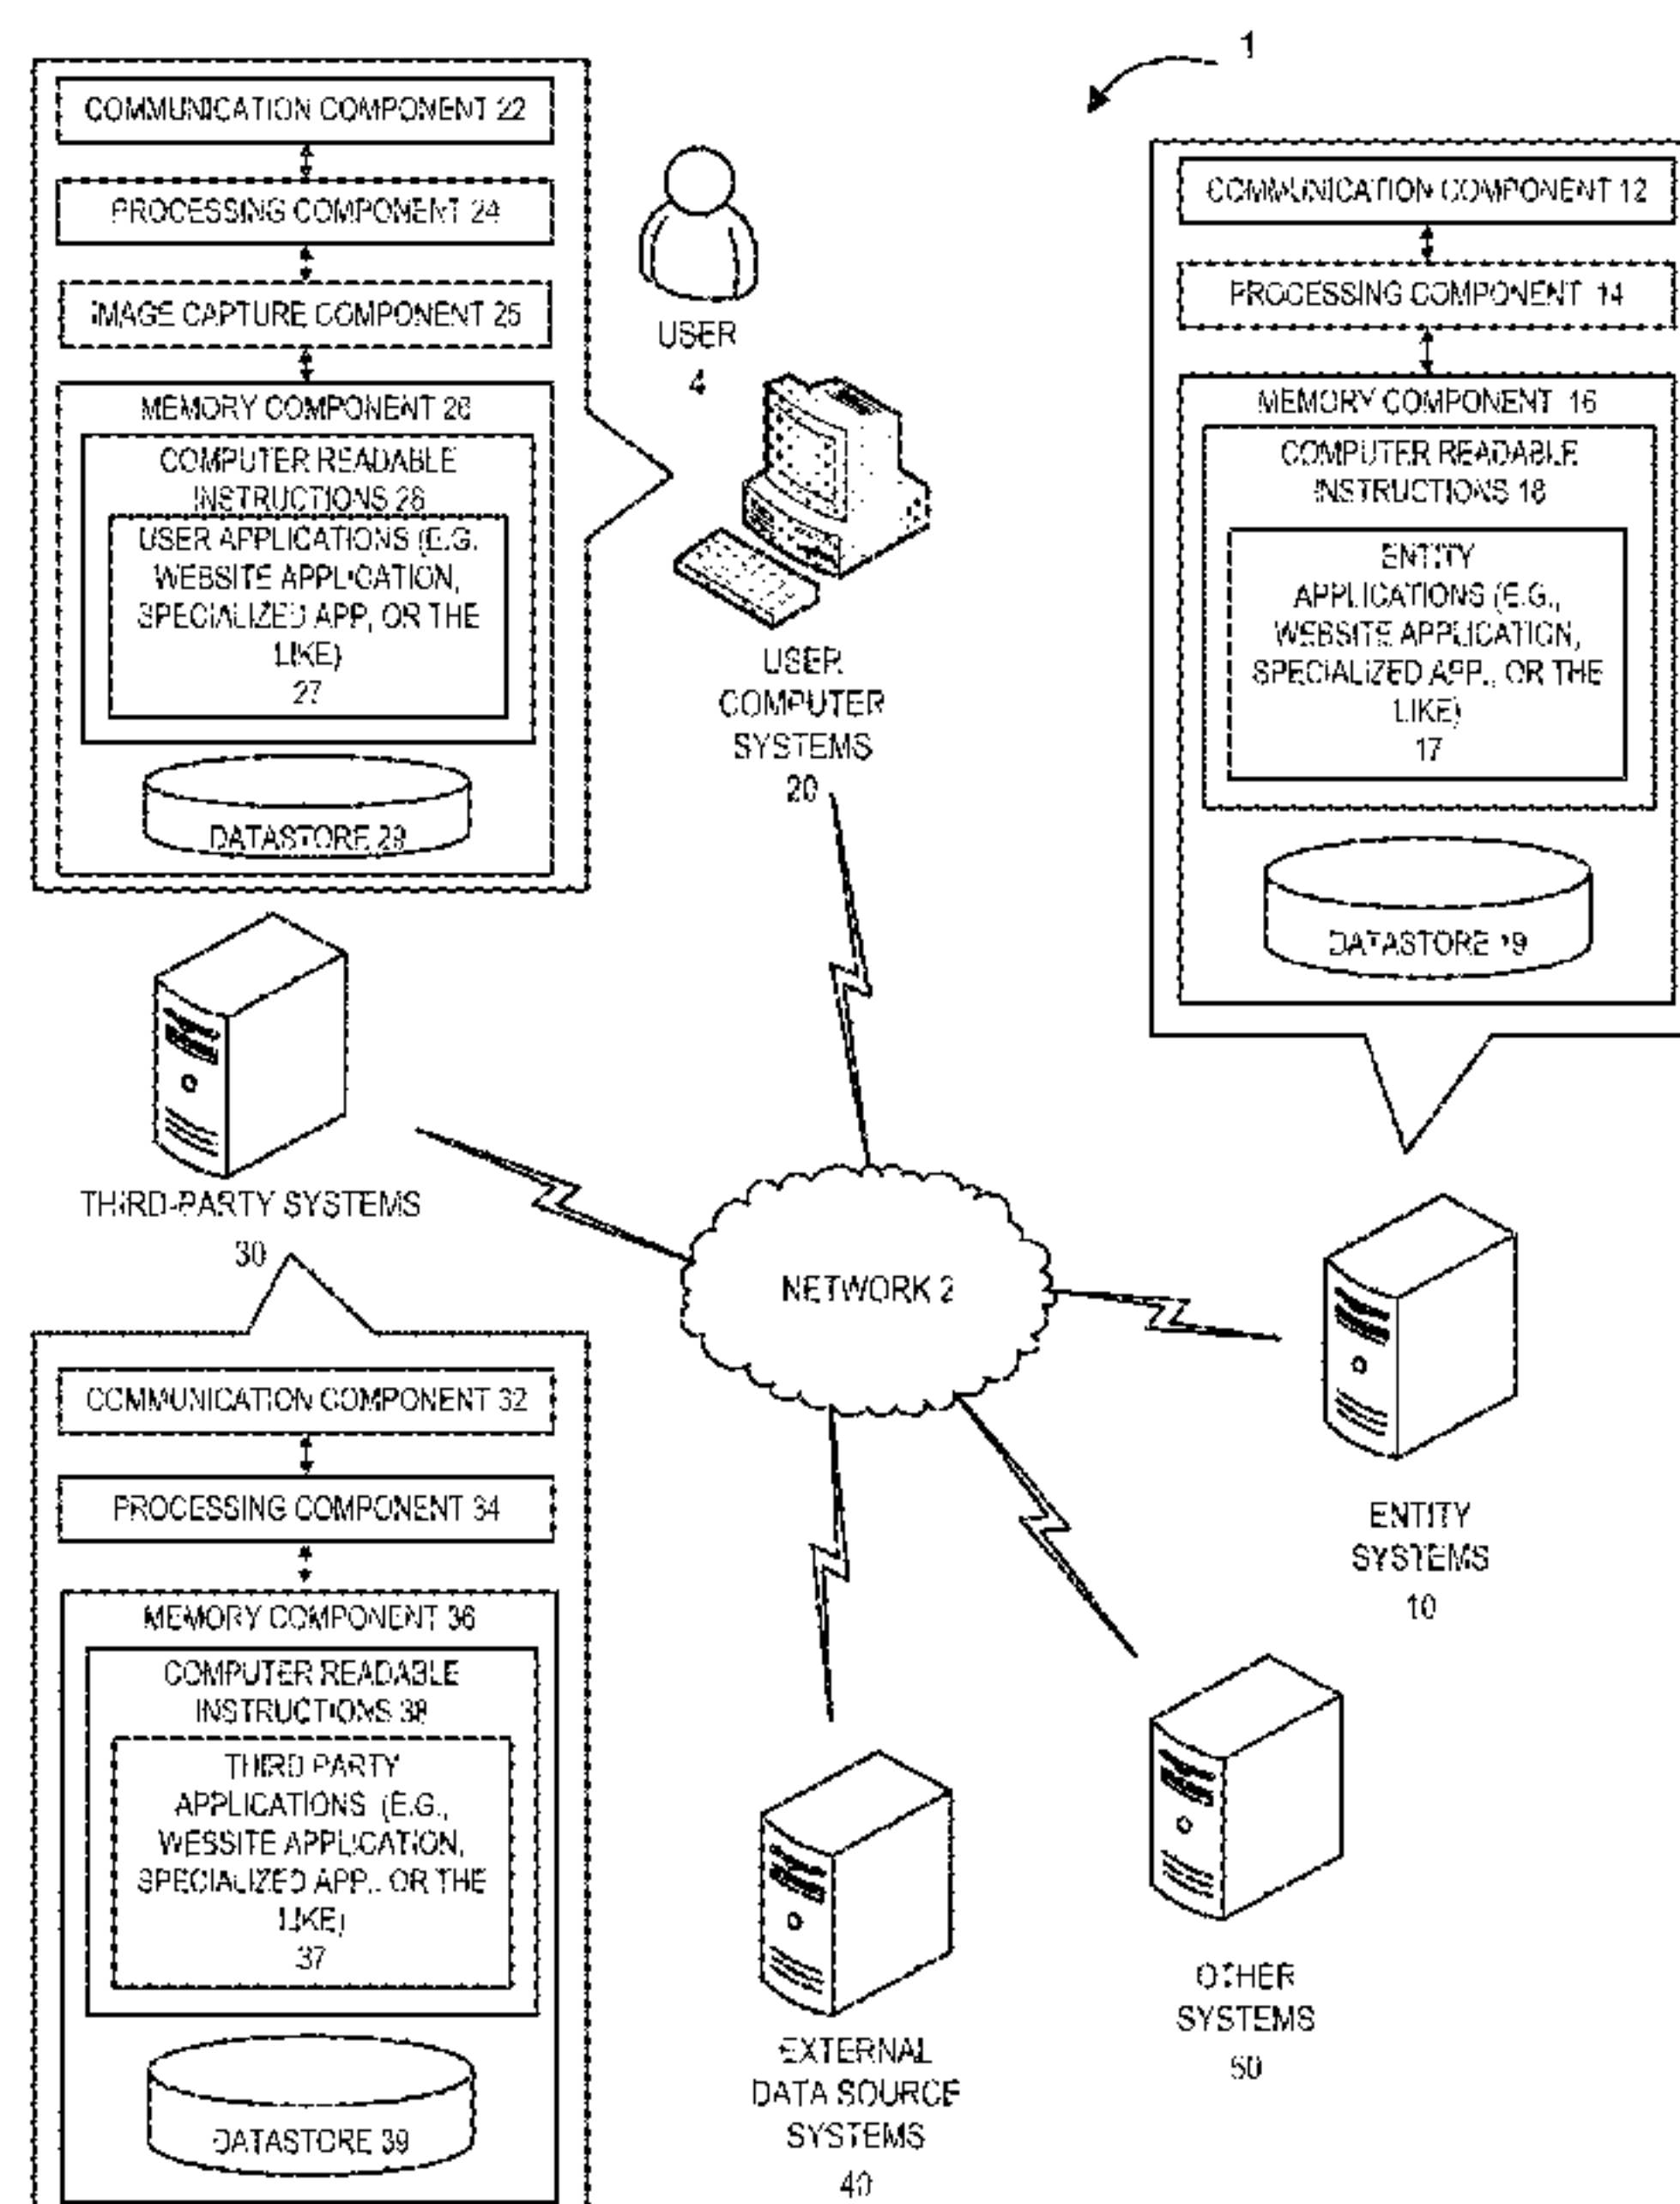 1
COMMUNICATION COMPONENT 22
PROCESSING COMPONENT 24
IMAGE CAPTURE COMPONENT 25
MEMORY COMPONENT 26
COMPUTER READABLE
INSTRUCTIONS 28
USER APPLICATIONS (E.G.
WEBSITE APPLICATION,
SPECIALIZED APP, OR THE
LIKE)
27
DATASTORE 29
USER
4
USER
COMPUTER
SYSTEMS
20
COMMUNICATION COMPONENT 12
PROCESSING COMPONENT 14
MEMORY COMPONENT 16
COMPUTER READABLE
INSTRUCTIONS 18
ENTITY
APPLICATIONS (E.G.,
WEBSITE APPLICATION,
SPECIALIZED APP., OR THE
LIKE)
17
DATASTORE 19
THIRD-PARTY SYSTEMS
30
NETWORK 2
COMMUNICATION COMPONENT 32
PROCESSING COMPONENT 34
MEMORY COMPONENT 36
COMPUTER READABLE
INSTRUCTIONS 38
THIRD PARTY
APPLICATIONS (E.G.,
WEBSITE APPLICATION,
SPECIALIZED APP., OR THE
LIKE)
37
DATASTORE 39
ENTITY
SYSTEMS
10
OTHER
SYSTEMS
50
EXTERNAL
DATA SOURCE
SYSTEMS
40